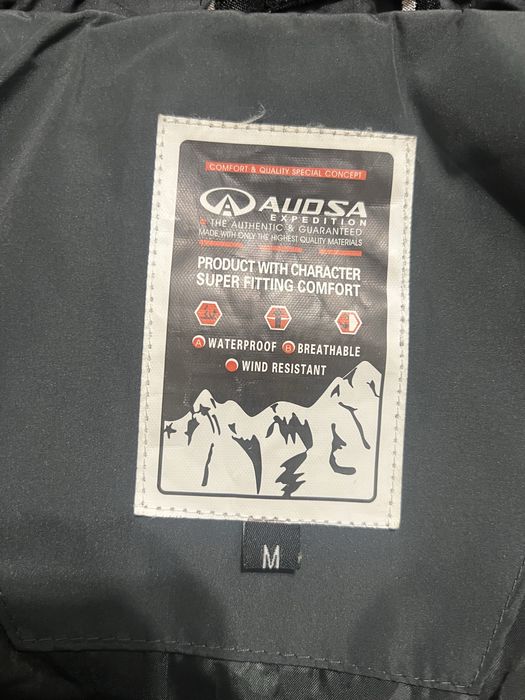 COMFORT & QUALITY SPECIAL CONCEPT
AUOSA
EXPEDITION
THE AUTHENTIC & GUARANTEED
MADE WITH ONLY THE HIGHEST QUALITY MATERIALS
PRODUCT WITH CHARACTER
SUPER FITTING COMFORT
A WATERPROOF B BREATHABLE
WIND RESISTANT
M